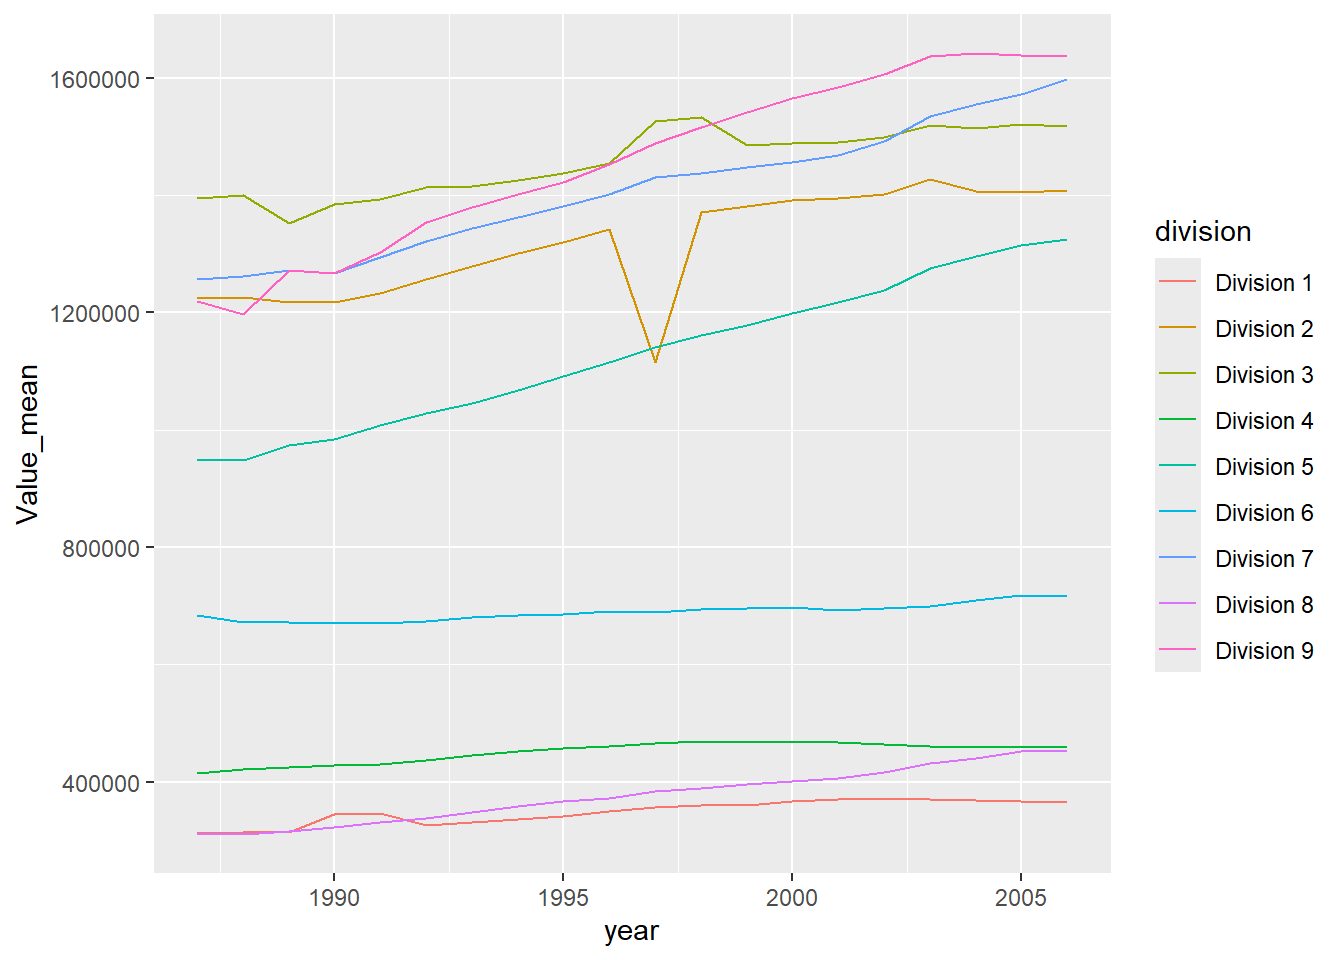 1600000
1200000
800000
400000
Value_mean
1990 1995 2000 2005
year
division
Division 1
Division 2
Division 3
Division 4
Division 5
Division 6
Division 7
Division 8
Division 9